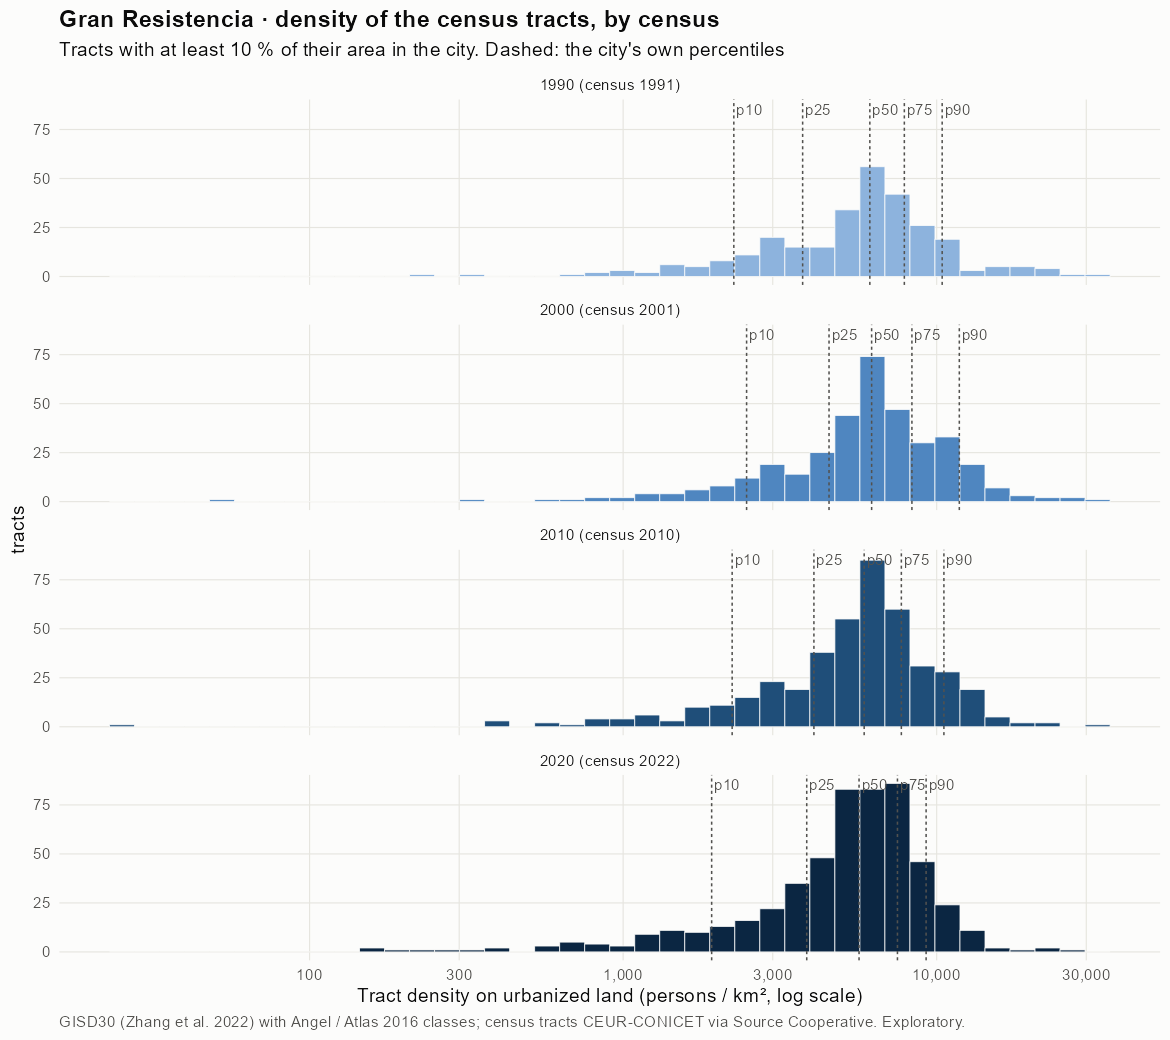 Gran Resistencia · density of the census tracts, by census
Tracts with at least 10 % of their area in the city. Dashed: the city's own percentiles
1990 (census 1991)
p10 p25 p50 p75 p90
75
50
25
0
2000 (census 2001)
p10 p25 p50 p75 p90
75
50
25
0
tracts
2010 (census 2010)
p10 p25 p50 p75 p90
75
50
25
0
2020 (census 2022)
p10 p25 p50 p75 p90
75
50
25
0
100 300 1,000 3,000 10,000 30,000
Tract density on urbanized land (persons / km², log scale)
GISD30 (Zhang et al. 2022) with Angel / Atlas 2016 classes; census tracts CEUR-CONICET via Source Cooperative. Exploratory.